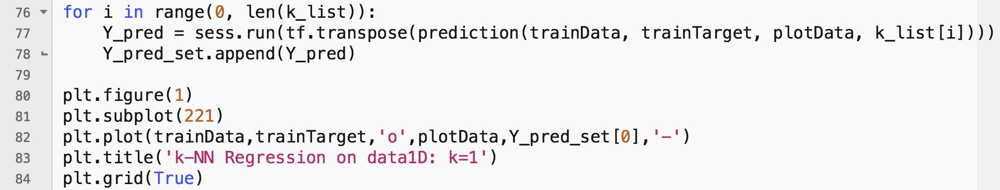 76 for i in range(0, len(k_list)):
77     Y_pred = sess.run(tf.transpose(prediction(trainData, trainTarget, plotData, k_list[i])))
78     Y_pred_set.append(Y_pred)
79
80 plt.figure(1)
81 plt.subplot(221)
82 plt.plot(trainData,trainTarget,'o',plotData,Y_pred_set[0],'-')
83 plt.title('k-NN Regression on data1D: k=1')
84 plt.grid(True)